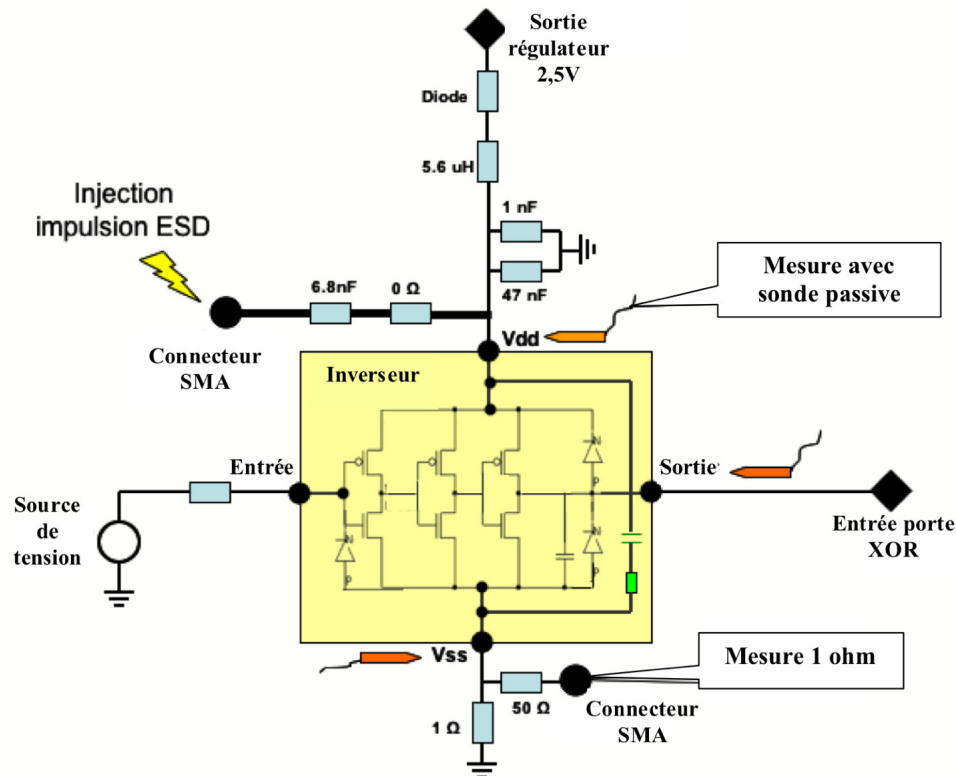 Sortie
régulateur
2,5V
Diode
5.6 uH
Injection
impulsion ESD
1 nF
47 nF
6.8nF
0 Ω
Mesure avec
sonde passive
Connecteur
SMA
Vdd
Inverseur
Entrée
Sortie
Source
de
tension
N
N
N
P
P
Entrée porte
XOR
Vss
Mesure 1 ohm
50 Ω
1 Ω
Connecteur
SMA